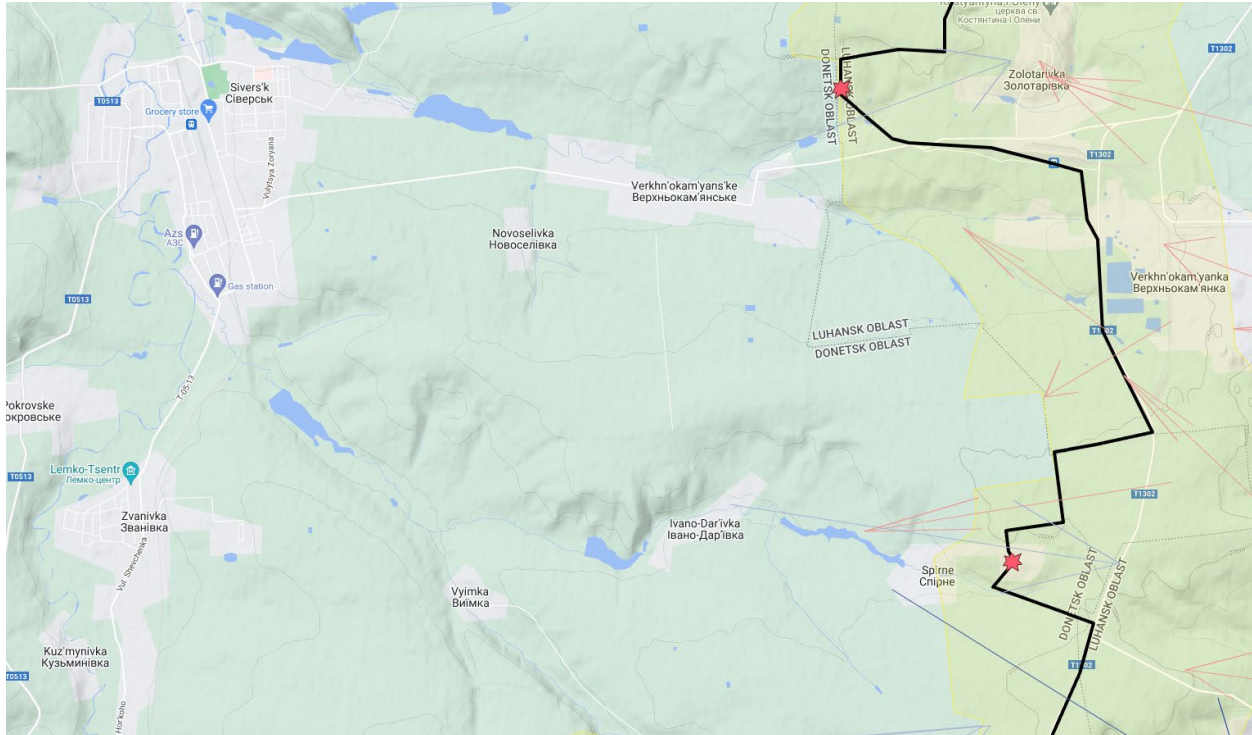 Kostyantyna i Oleny
церква св.
Костянтина і Олени
T1302
Sivers'k
Сіверськ
T0513
Grocery store
DONETSK OBLAST
LUHANSK OBLAST
Zolotarivka
Золотарівка
T1302
Vulytsya Zoryana
Verkhn'okam'yans'ke
Верхньокам'янське
Azs
АЗС
Novoselivka
Новоселівка
Gas station
Verkhn'okam'yanka
Верхньокам'янка
T0513
LUHANSK OBLAST
DONETSK OBLAST
T-05-13
Pokrovske
окровське
Lemko-Tsentr
Лемко-центр
T0513
T1302
Zvanivka
Званівка
Ivano-Dar'ivka
Івано-Дар'ївка
Vul. Shevchenka
Spirne
Спірне
DONETSK OBLAST
LUHANSK OBLAST
Vyimka
Виїмка
Kuz'mynivka
Кузьминівка
T0513
Hor'koho